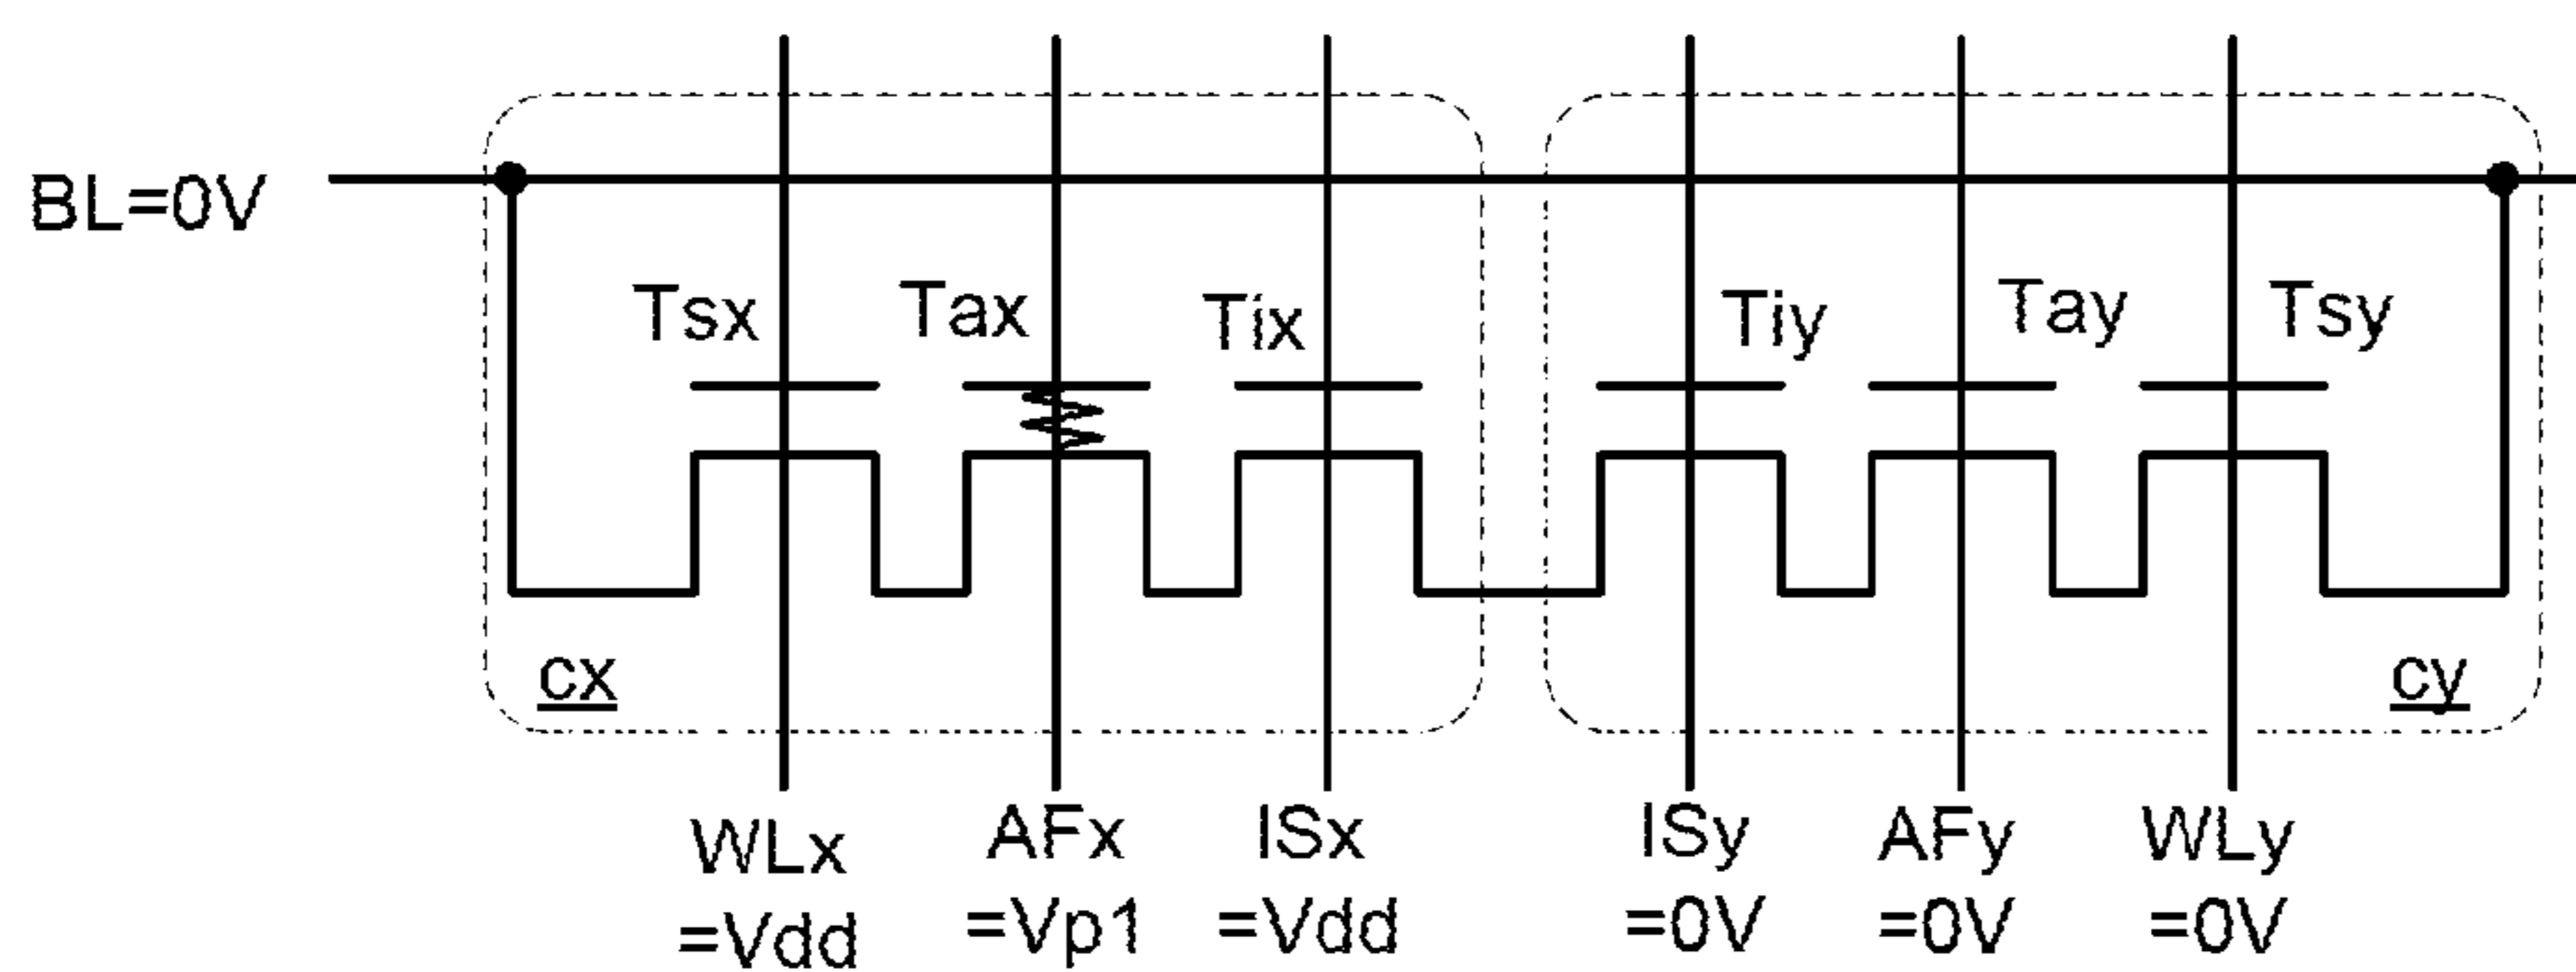 BL=0V
Tsx Tax Tix Tiy Tay Tsy
cx cy
WLx AFx ISx ISy AFy WLy
=Vdd =Vp1 =Vdd =0V =0V =0V